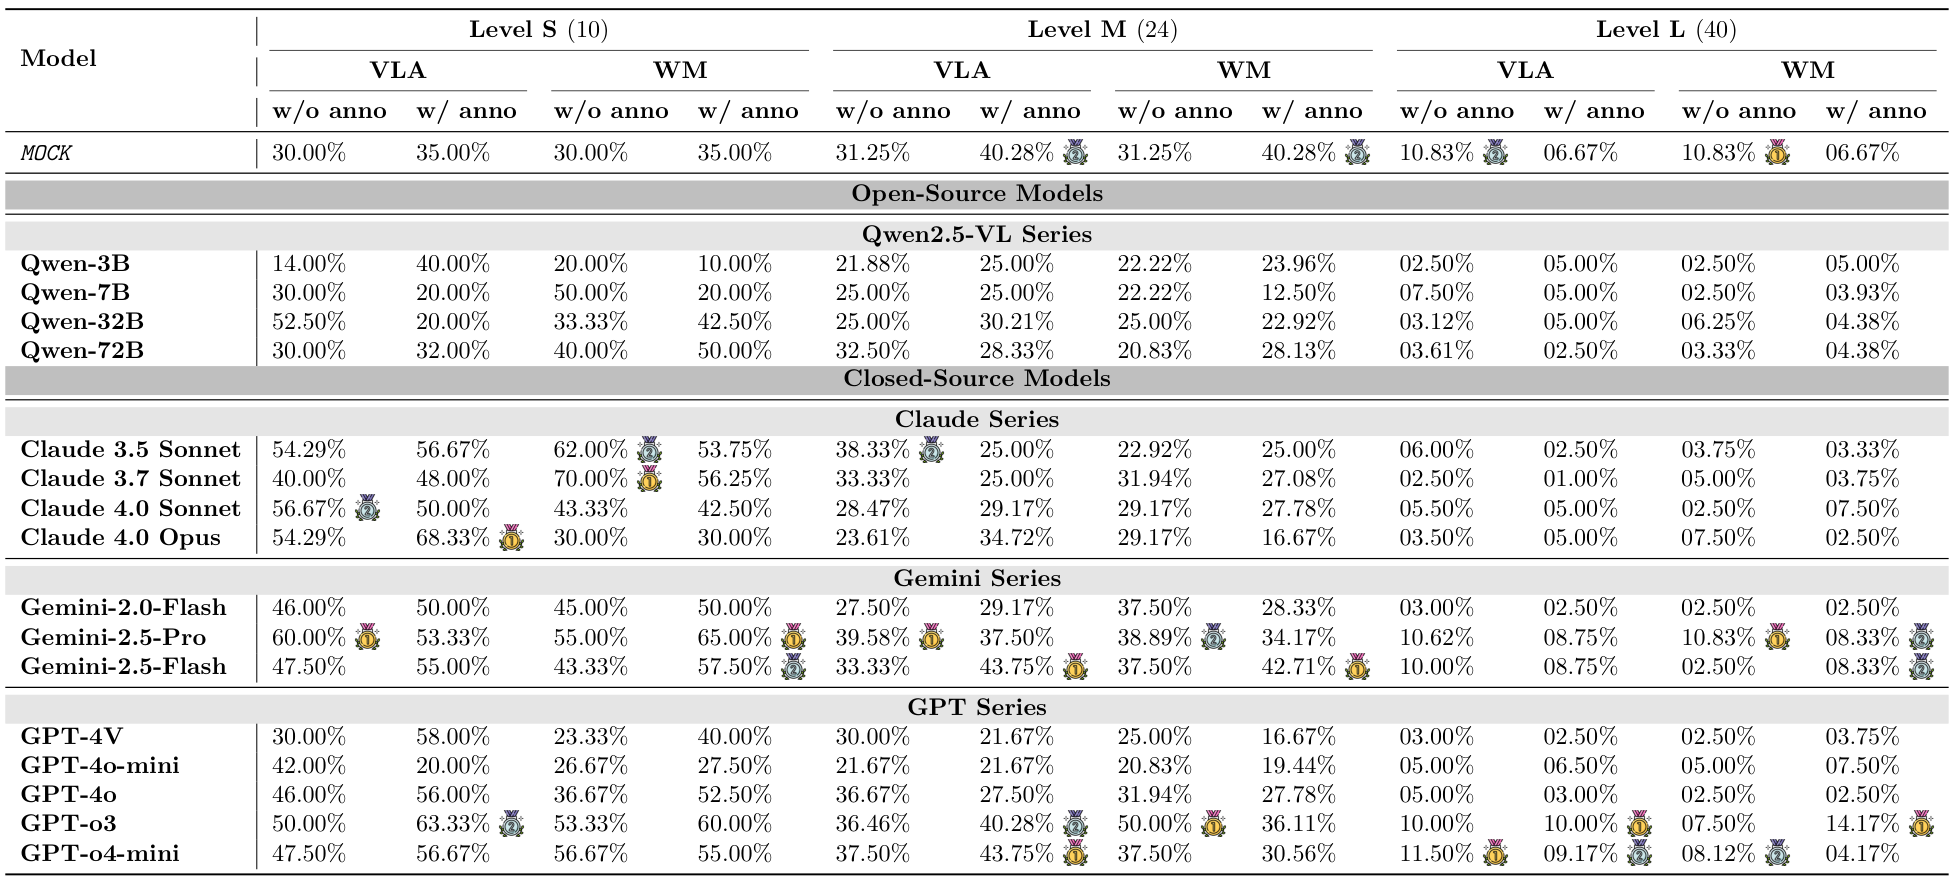 Level S (10) Level M (24) Level L (40)
Model
VLA WM VLA WM VLA WM
w/o anno w/ anno w/o anno w/ anno w/o anno w/ anno w/o anno w/ anno w/o anno w/ anno w/o anno w/ anno
MOCK 30.00% 35.00% 30.00% 35.00% 31.25% 40.28% 2 31.25% 40.28% 2 10.83% 2 06.67% 10.83% 1 06.67%
Open-Source Models
Qwen2.5-VL Series
Qwen-3B 14.00% 40.00% 20.00% 10.00% 21.88% 25.00% 22.22% 23.96% 02.50% 05.00% 02.50% 05.00%
Qwen-7B 30.00% 20.00% 50.00% 20.00% 25.00% 25.00% 22.22% 12.50% 07.50% 05.00% 02.50% 03.93%
Qwen-32B 52.50% 20.00% 33.33% 42.50% 25.00% 30.21% 25.00% 22.92% 03.12% 05.00% 06.25% 04.38%
Qwen-72B 30.00% 32.00% 40.00% 50.00% 32.50% 28.33% 20.83% 28.13% 03.61% 02.50% 03.33% 04.38%
Closed-Source Models
Claude Series
Claude 3.5 Sonnet 54.29% 56.67% 62.00% 2 53.75% 38.33% 2 25.00% 22.92% 25.00% 06.00% 02.50% 03.75% 03.33%
Claude 3.7 Sonnet 40.00% 48.00% 70.00% 1 56.25% 33.33% 25.00% 31.94% 27.08% 02.50% 01.00% 05.00% 03.75%
Claude 4.0 Sonnet 56.67% 2 50.00% 43.33% 42.50% 28.47% 29.17% 29.17% 27.78% 05.50% 05.00% 02.50% 07.50%
Claude 4.0 Opus 54.29% 68.33% 1 30.00% 30.00% 23.61% 34.72% 29.17% 16.67% 03.50% 05.00% 07.50% 02.50%
Gemini Series
Gemini-2.0-Flash 46.00% 50.00% 45.00% 50.00% 27.50% 29.17% 37.50% 28.33% 03.00% 02.50% 02.50% 02.50%
Gemini-2.5-Pro 60.00% 1 53.33% 55.00% 65.00% 1 39.58% 1 37.50% 38.89% 2 34.17% 10.62% 08.75% 10.83% 1 08.33% 2
Gemini-2.5-Flash 47.50% 55.00% 43.33% 57.50% 2 33.33% 43.75% 1 37.50% 42.71% 1 10.00% 08.75% 02.50% 08.33% 2
GPT Series
GPT-4V 30.00% 58.00% 23.33% 40.00% 30.00% 21.67% 25.00% 16.67% 03.00% 02.50% 02.50% 03.75%
GPT-4o-mini 42.00% 20.00% 26.67% 27.50% 21.67% 21.67% 20.83% 19.44% 05.00% 06.50% 05.00% 07.50%
GPT-4o 46.00% 56.00% 36.67% 52.50% 36.67% 27.50% 31.94% 27.78% 05.00% 03.00% 02.50% 02.50%
GPT-o3 50.00% 63.33% 2 53.33% 60.00% 36.46% 40.28% 2 50.00% 1 36.11% 10.00% 10.00% 1 07.50% 14.17% 1
GPT-o4-mini 47.50% 56.67% 56.67% 55.00% 37.50% 43.75% 1 37.50% 30.56% 11.50% 1 09.17% 2 08.12% 2 04.17%